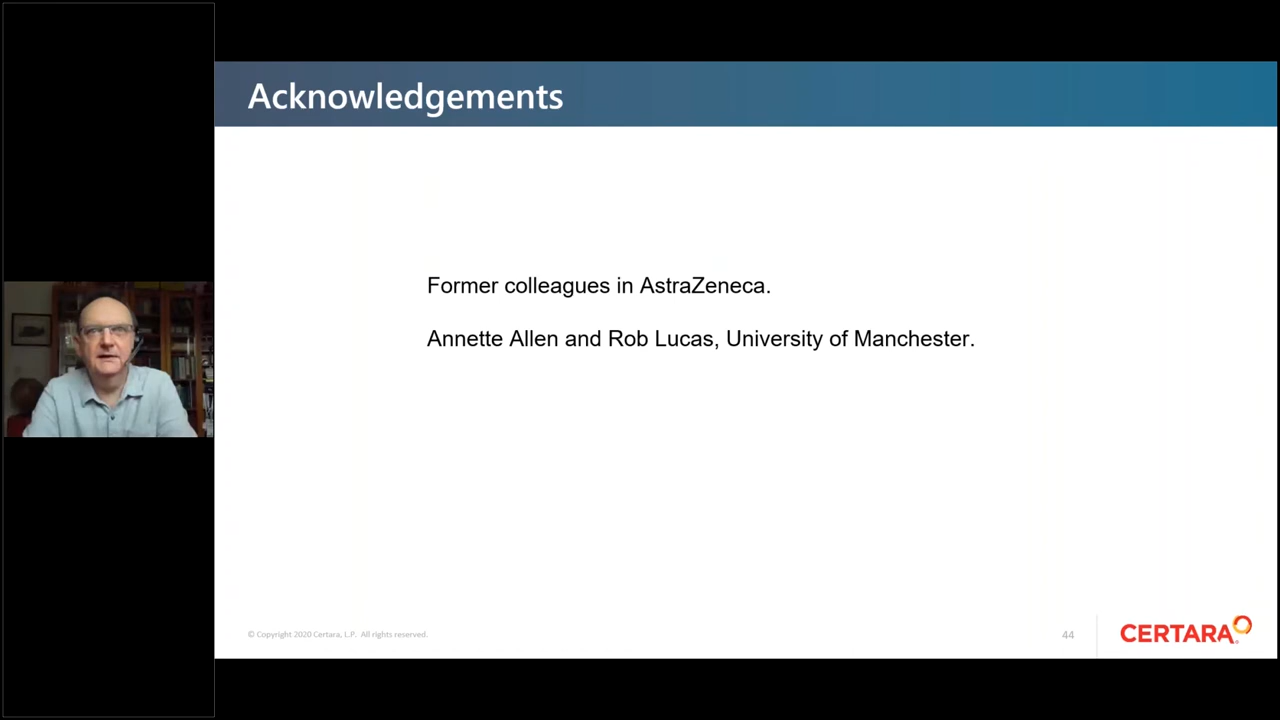 Acknowledgements
Former colleagues in AstraZeneca.
Annette Allen and Rob Lucas, University of Manchester.
© Copyright 2020 Certara, L.P. All rights reserved.
44
CERTARA